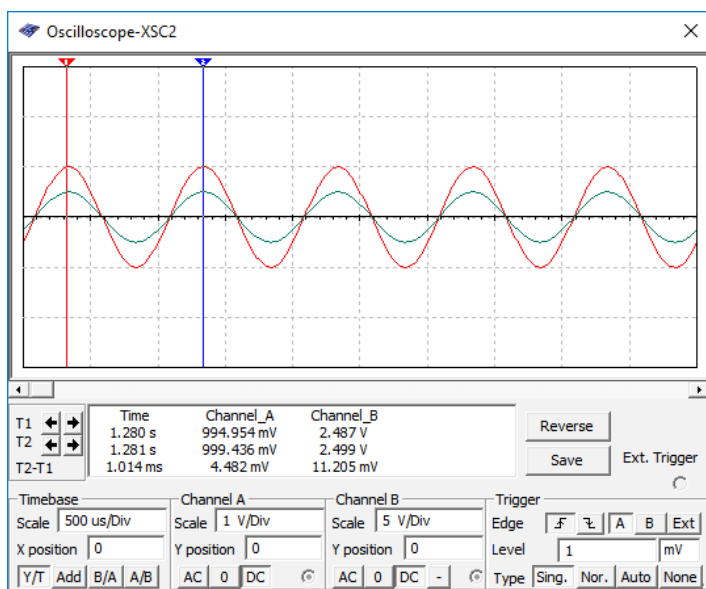 Oscilloscope-XSC2
1 2
Time Channel_A Channel_B
T1 1.280 s 994.954 mV 2.487 V
T2 1.281 s 999.436 mV 2.499 V
T2-T1 1.014 ms 4.482 mV 11.205 mV
Reverse
Save
Ext. Trigger
Timebase Channel A Channel B Trigger
Scale 500 us/Div Scale 1 V/Div Scale 5 V/Div Edge A B Ext
X position 0 Y position 0 Y position 0 Level 1 mV
Y/T Add B/A A/B AC 0 DC AC 0 DC - Type Sing. Nor. Auto None